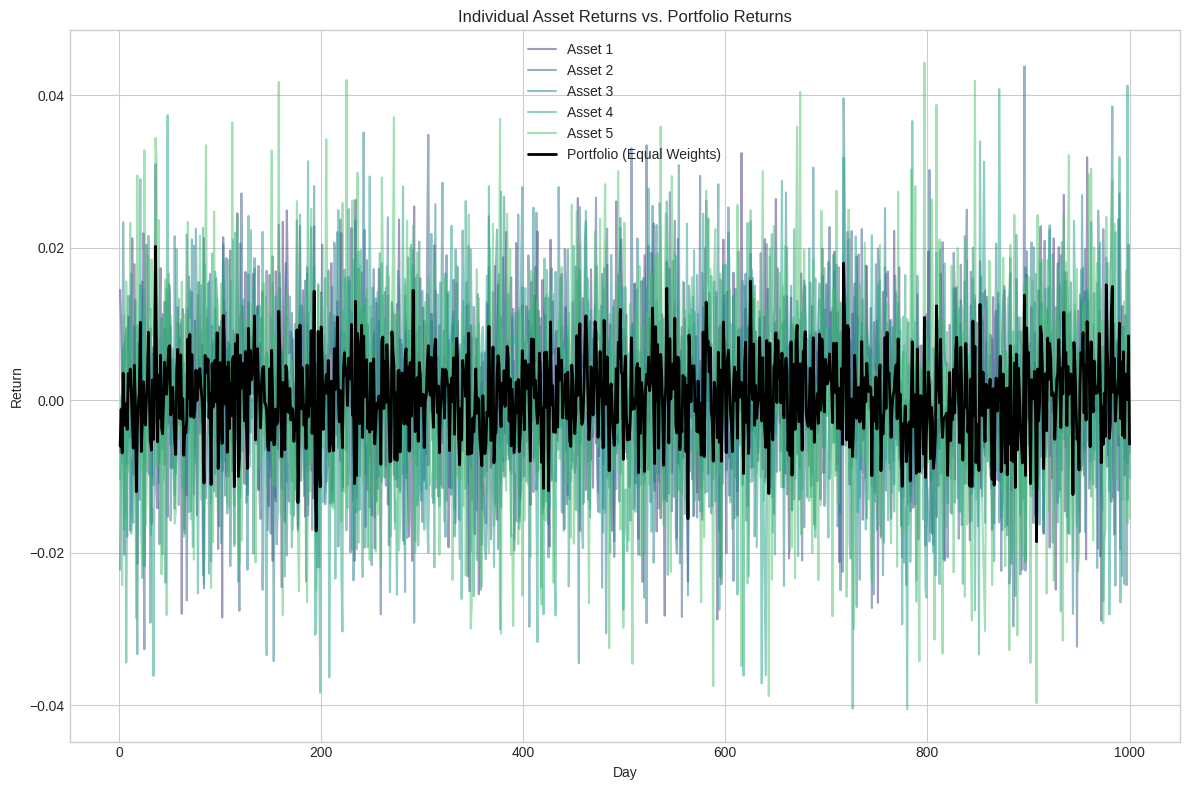 Individual Asset Returns vs. Portfolio Returns
Asset 1
Asset 2
Asset 3
Asset 4
Asset 5
Portfolio (Equal Weights)
Return
0.04
0.02
0.00
−0.02
−0.04
0
200
400
600
800
1000
Day